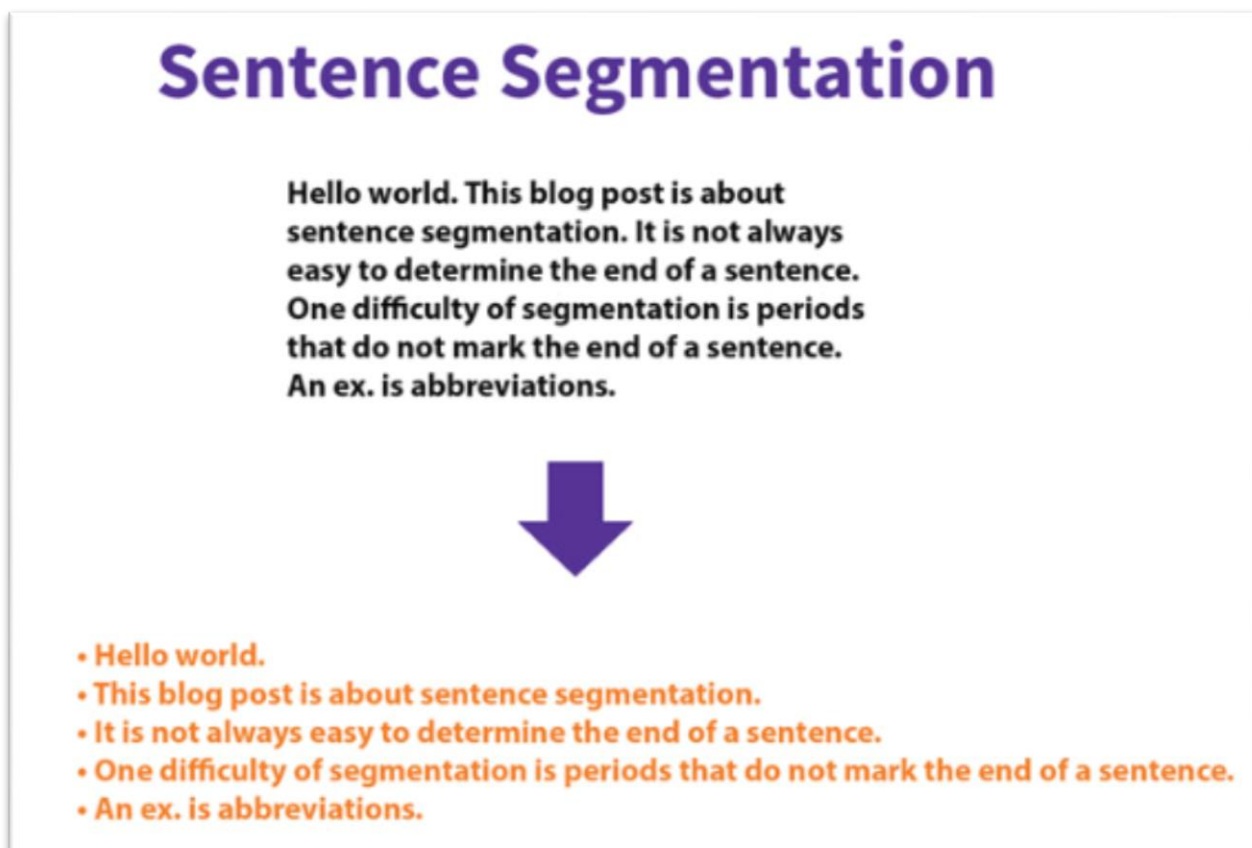 Sentence Segmentation
Hello world. This blog post is about
sentence segmentation. It is not always
easy to determine the end of a sentence.
One difficulty of segmentation is periods
that do not mark the end of a sentence.
An ex. is abbreviations.
• Hello world.
• This blog post is about sentence segmentation.
• It is not always easy to determine the end of a sentence.
• One difficulty of segmentation is periods that do not mark the end of a sentence.
• An ex. is abbreviations.